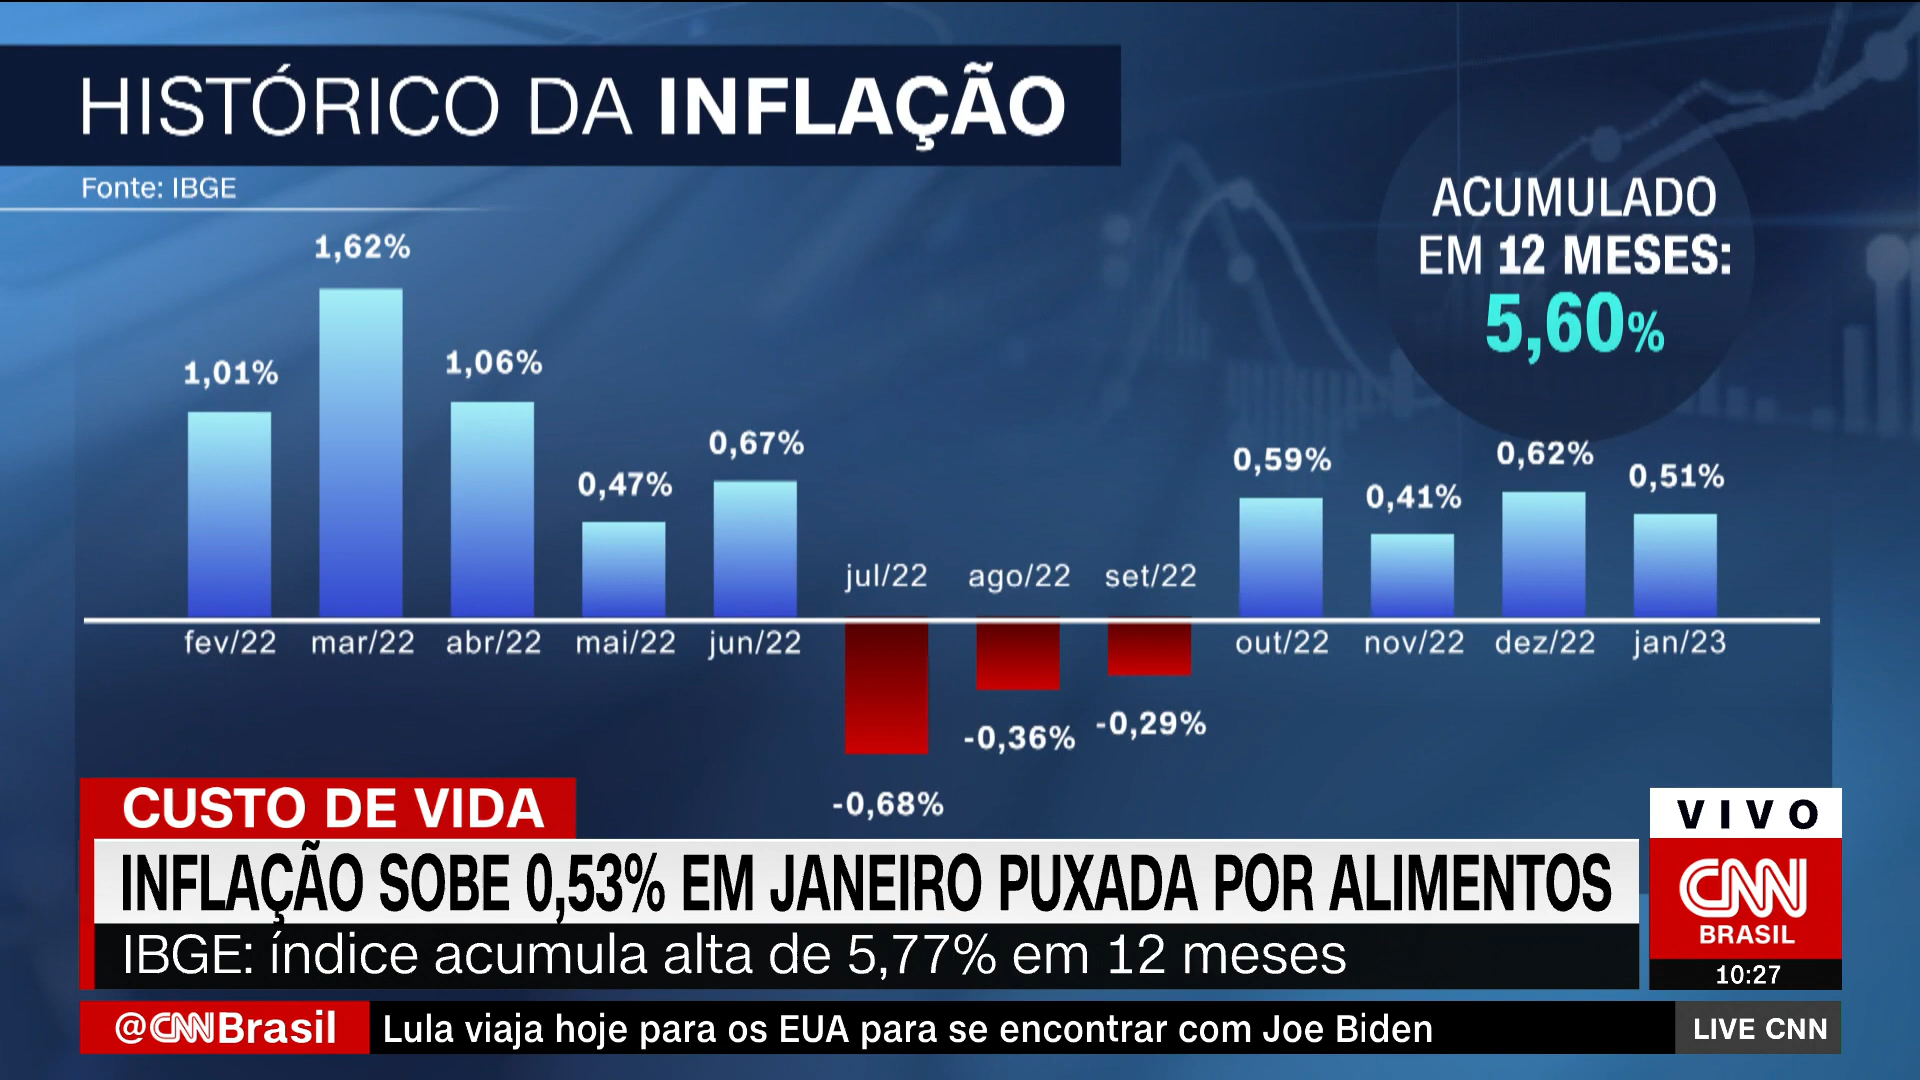 HISTÓRICO DA INFLAÇÃO
Fonte: IBGE
ACUMULADO
EM 12 MESES:
5,60%
1,01%
1,62%
1,06%
0,47%
0,67%
0,59%
0,41%
0,62%
0,51%
jul/22 ago/22 set/22
fev/22 mar/22 abr/22 mai/22 jun/22 out/22 nov/22 dez/22 jan/23
-0,68%
-0,36%
-0,29%
CUSTO DE VIDA
INFLAÇÃO SOBE 0,53% EM JANEIRO PUXADA POR ALIMENTOS
IBGE: índice acumula alta de 5,77% em 12 meses
VIVO
CNN
BRASIL
10:27
@CNNBrasil Lula viaja hoje para os EUA para se encontrar com Joe Biden
LIVE CNN